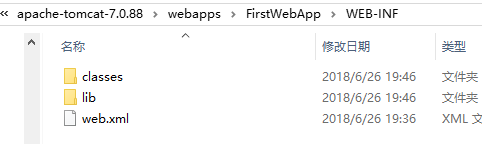 apache-tomcat-7.0.88 › webapps › FirstWebApp › WEB-INF
名称 修改日期 类型
classes 2018/6/26 19:46 文件夹
lib 2018/6/26 19:46 文件夹
web.xml 2018/6/26 19:36 XML 文